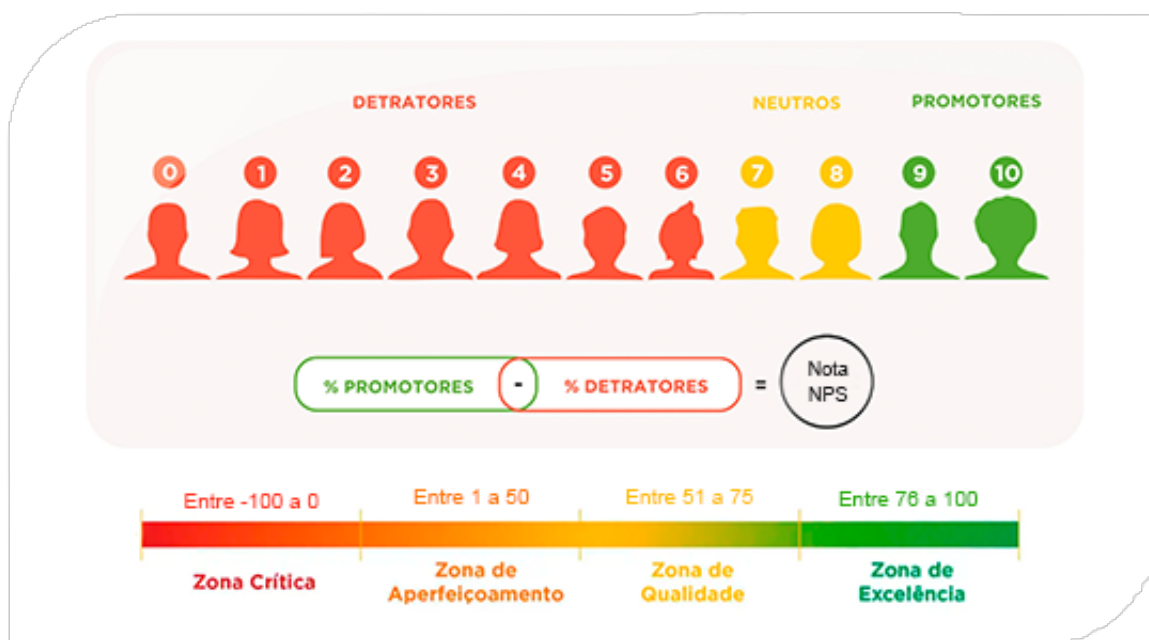 DETRATORES NEUTROS PROMOTORES
0 1 2 3 4 5 6 7 8 9 10
% PROMOTORES - % DETRATORES = Nota NPS
Entre -100 a 0 Entre 1 a 50 Entre 51 a 75 Entre 76 a 100
Zona Crítica
Zona de
Aperfeiçoamento
Zona de
Qualidade
Zona de
Excelência